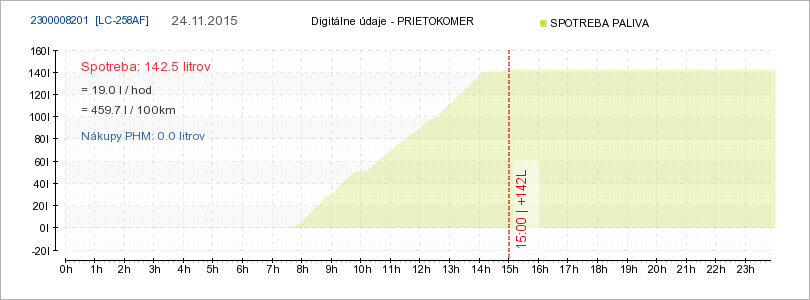 2300008201 [LC-258AF] 24.11.2015 Digitálne údaje - PRIETOKOMER SPOTREBA PALIVA
160l
140l
120l
100l
80l
60l
40l
20l
0l
-20l
Spotreba: 142.5 litrov
= 19.0 l / hod
= 459.7 l / 100km
Nákupy PHM: 0.0 litrov
15:00 | +142L
0h 1h 2h 3h 4h 5h 6h 7h 8h 9h 10h 11h 12h 13h 14h 15h 16h 17h 18h 19h 20h 21h 22h 23h